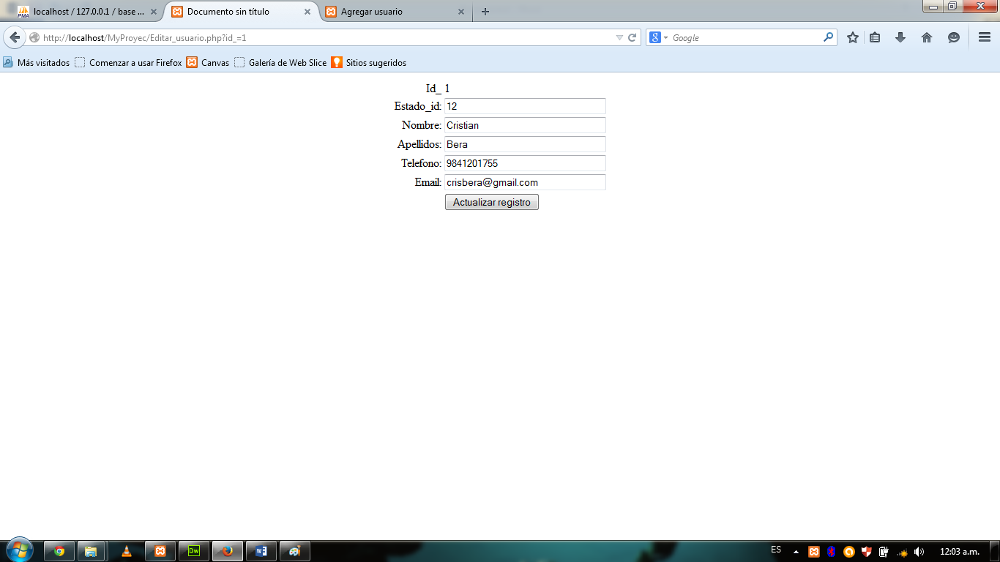 localhost / 127.0.0.1 / base ...
Documento sin título
Agregar usuario
http://localhost/MyProyec/Editar_usuario.php?id_=1
Google
Más visitados
Comenzar a usar Firefox
Canvas
Galería de Web Slice
Sitios sugeridos
Id_ 1
Estado_id: 12
Nombre: Cristian
Apellidos: Bera
Telefono: 9841201755
Email: crisbera@gmail.com
Actualizar registro
ES
12:03 a.m.